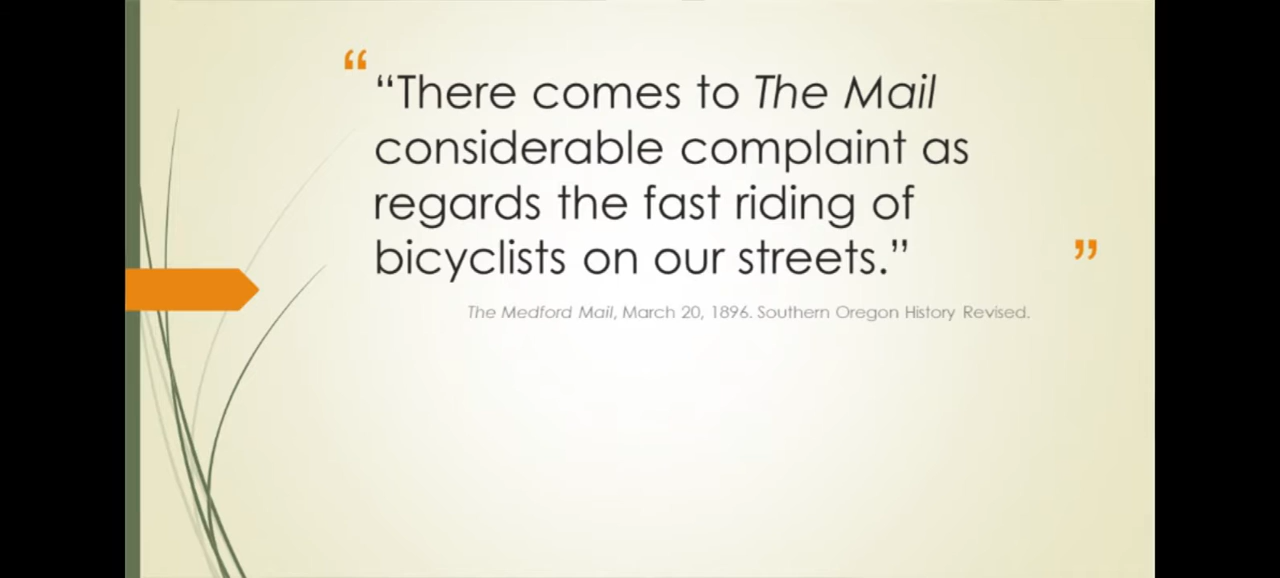 “
“There comes to The Mail
considerable complaint as
regards the fast riding of
bicyclists on our streets.”
”
The Medford Mail, March 20, 1896. Southern Oregon History Revised.